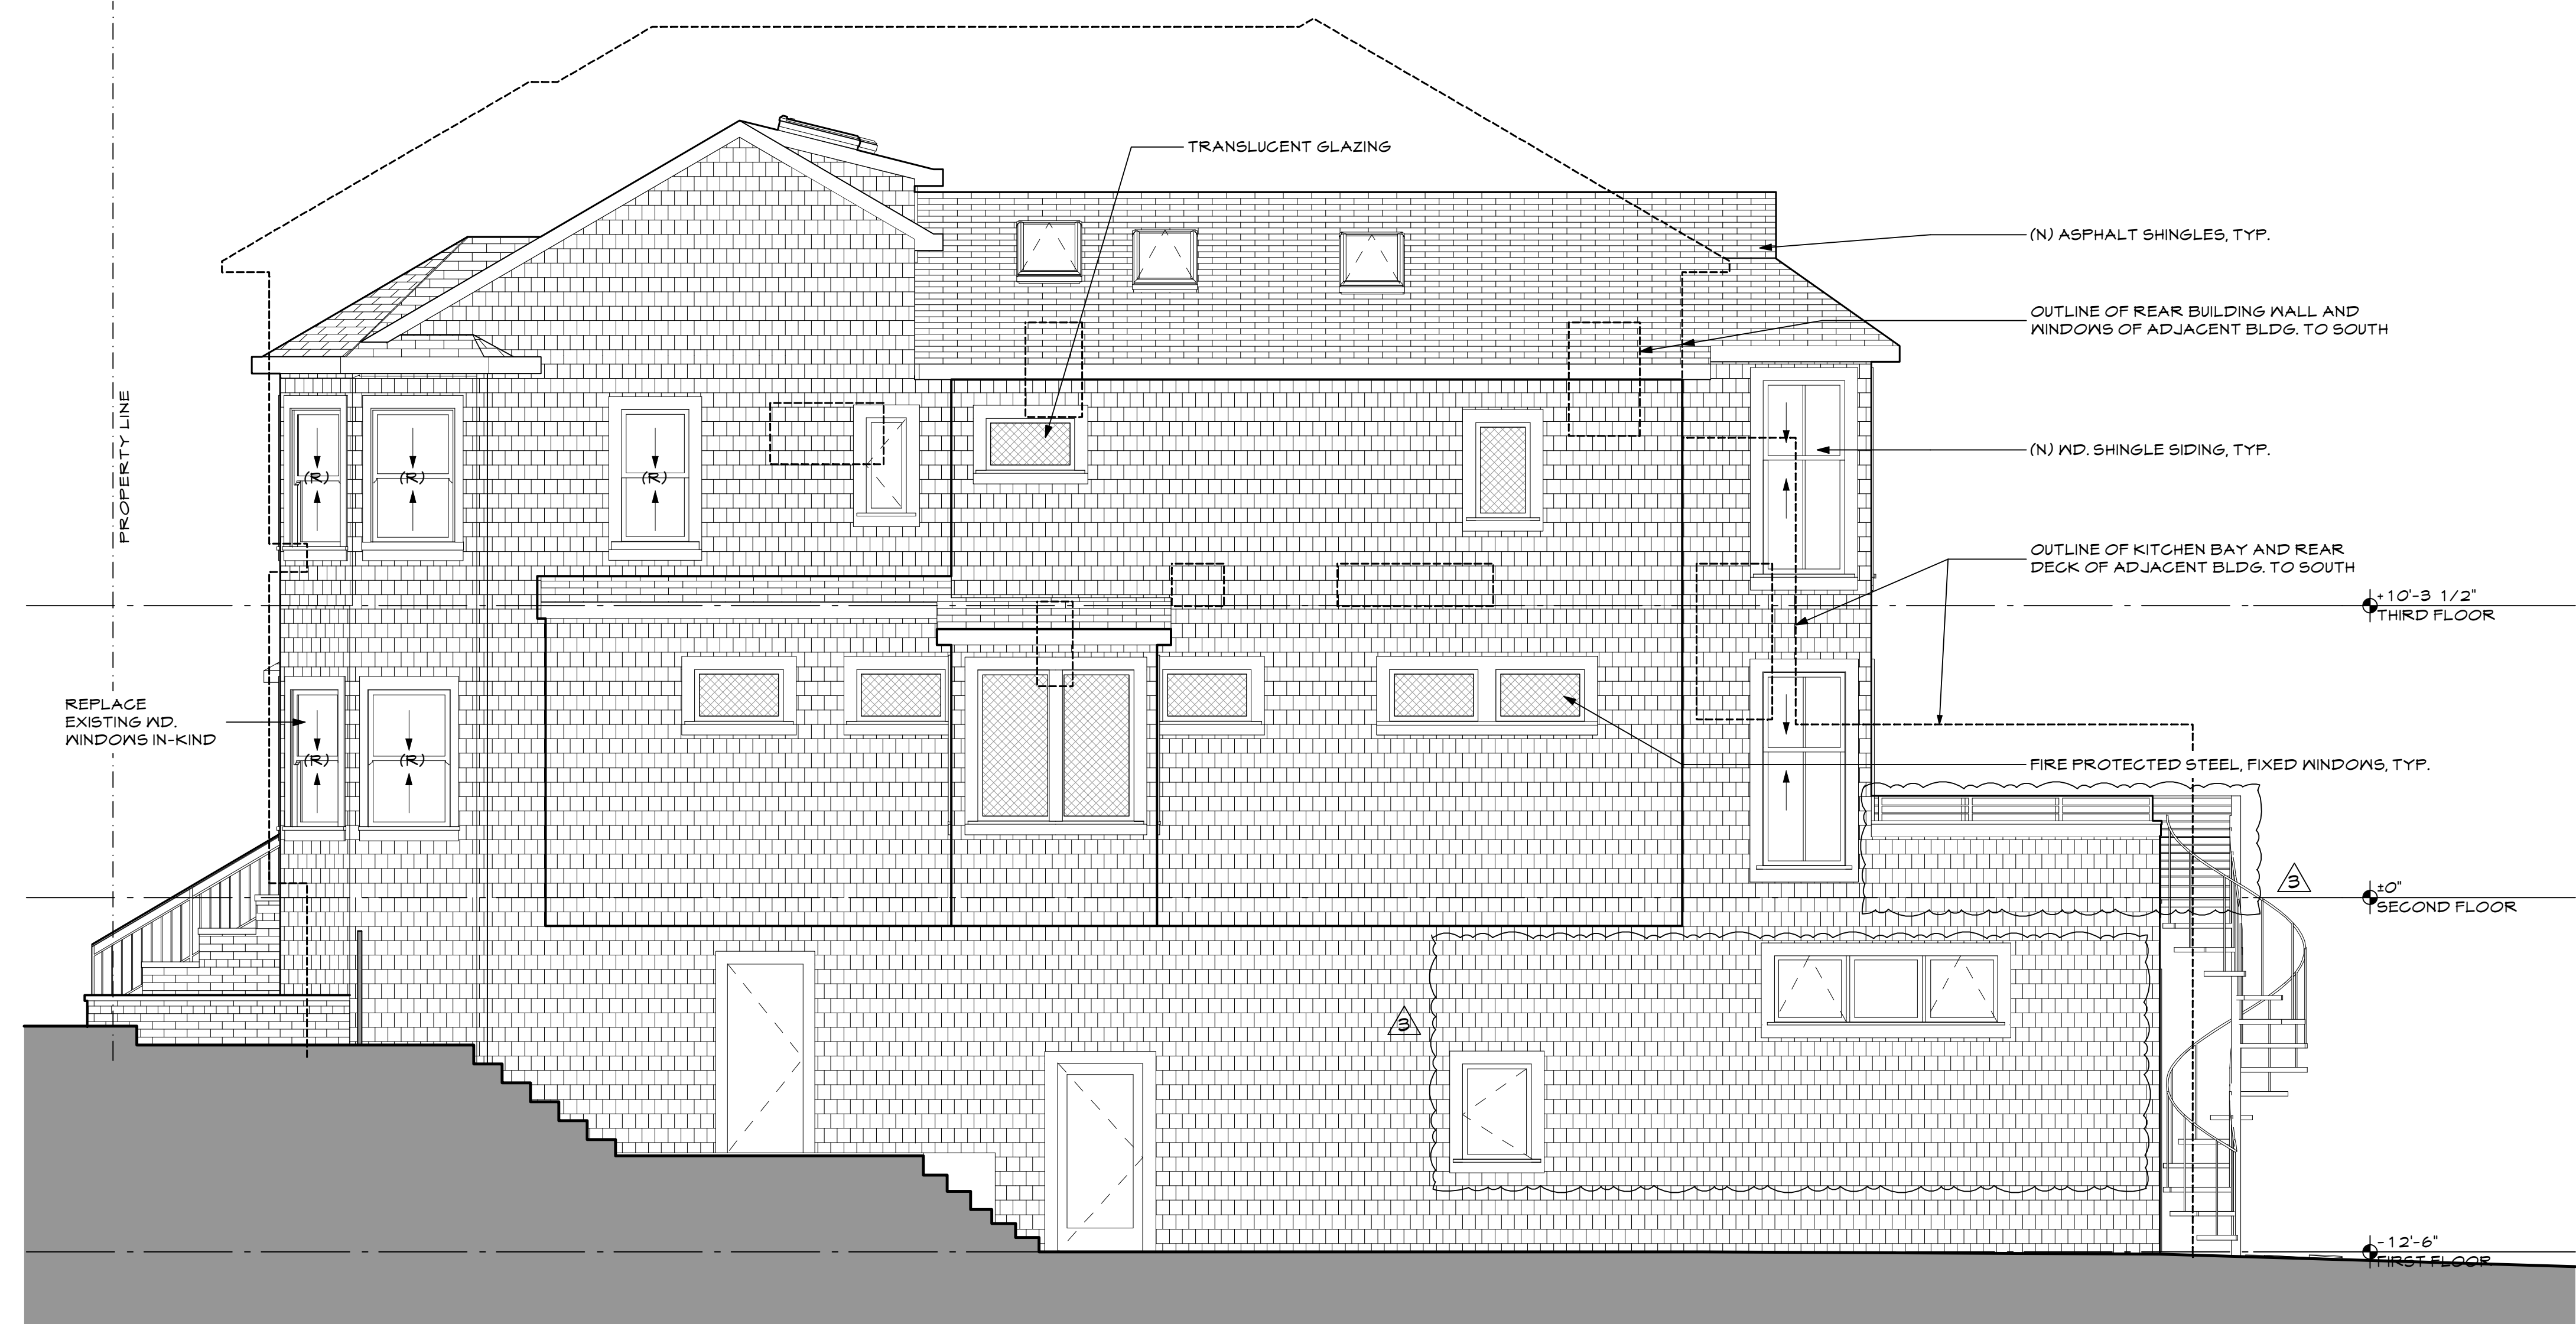 TRANSLUCENT GLAZING
(N) ASPHALT SHINGLES, TYP.
OUTLINE OF REAR BUILDING WALL AND
WINDOWS OF ADJACENT BLDG. TO SOUTH
PROPERTY LINE
(N) WD. SHINGLE SIDING, TYP.
(R)
(R)
(R)
OUTLINE OF KITCHEN BAY AND REAR
DECK OF ADJACENT BLDG. TO SOUTH
+10'-3 1/2"
THIRD FLOOR
REPLACE
EXISTING WD.
WINDOWS IN-KIND
(R)
(R)
FIRE PROTECTED STEEL, FIXED WINDOWS, TYP.
3
±0"
SECOND FLOOR
3
-12'-6"
FIRST FLOOR